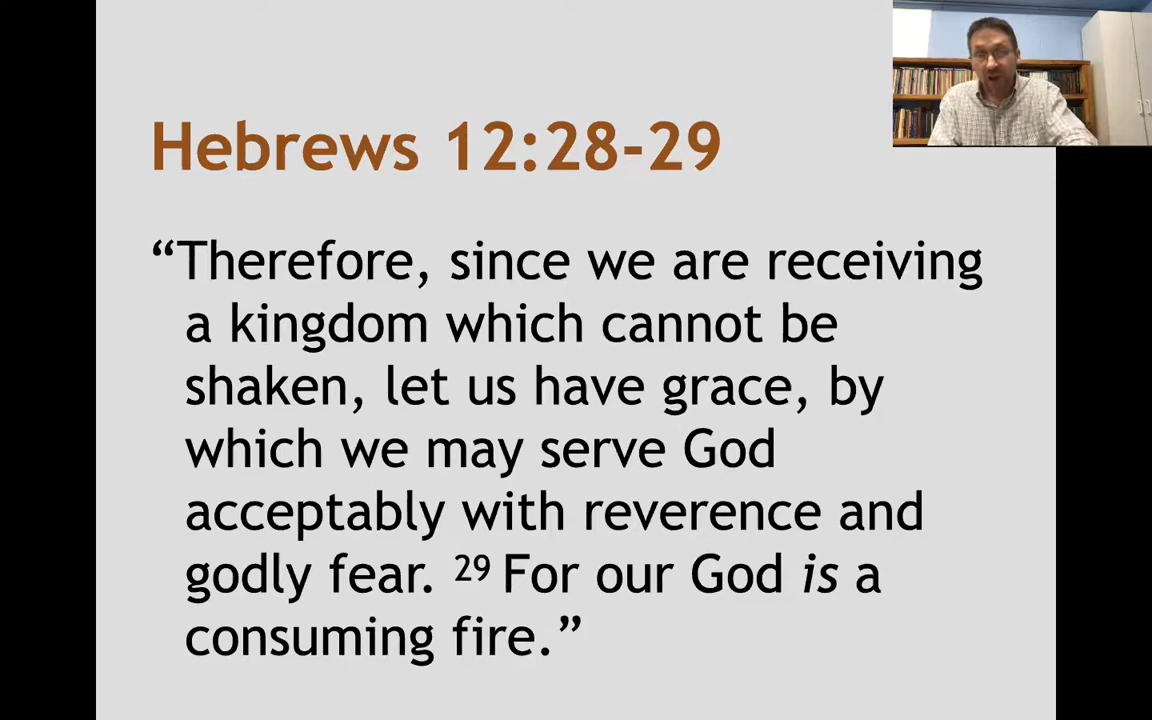 Hebrews 12:28-29
“Therefore, since we are receiving
a kingdom which cannot be
shaken, let us have grace, by
which we may serve God
acceptably with reverence and
godly fear. 29 For our God is a
consuming fire.”